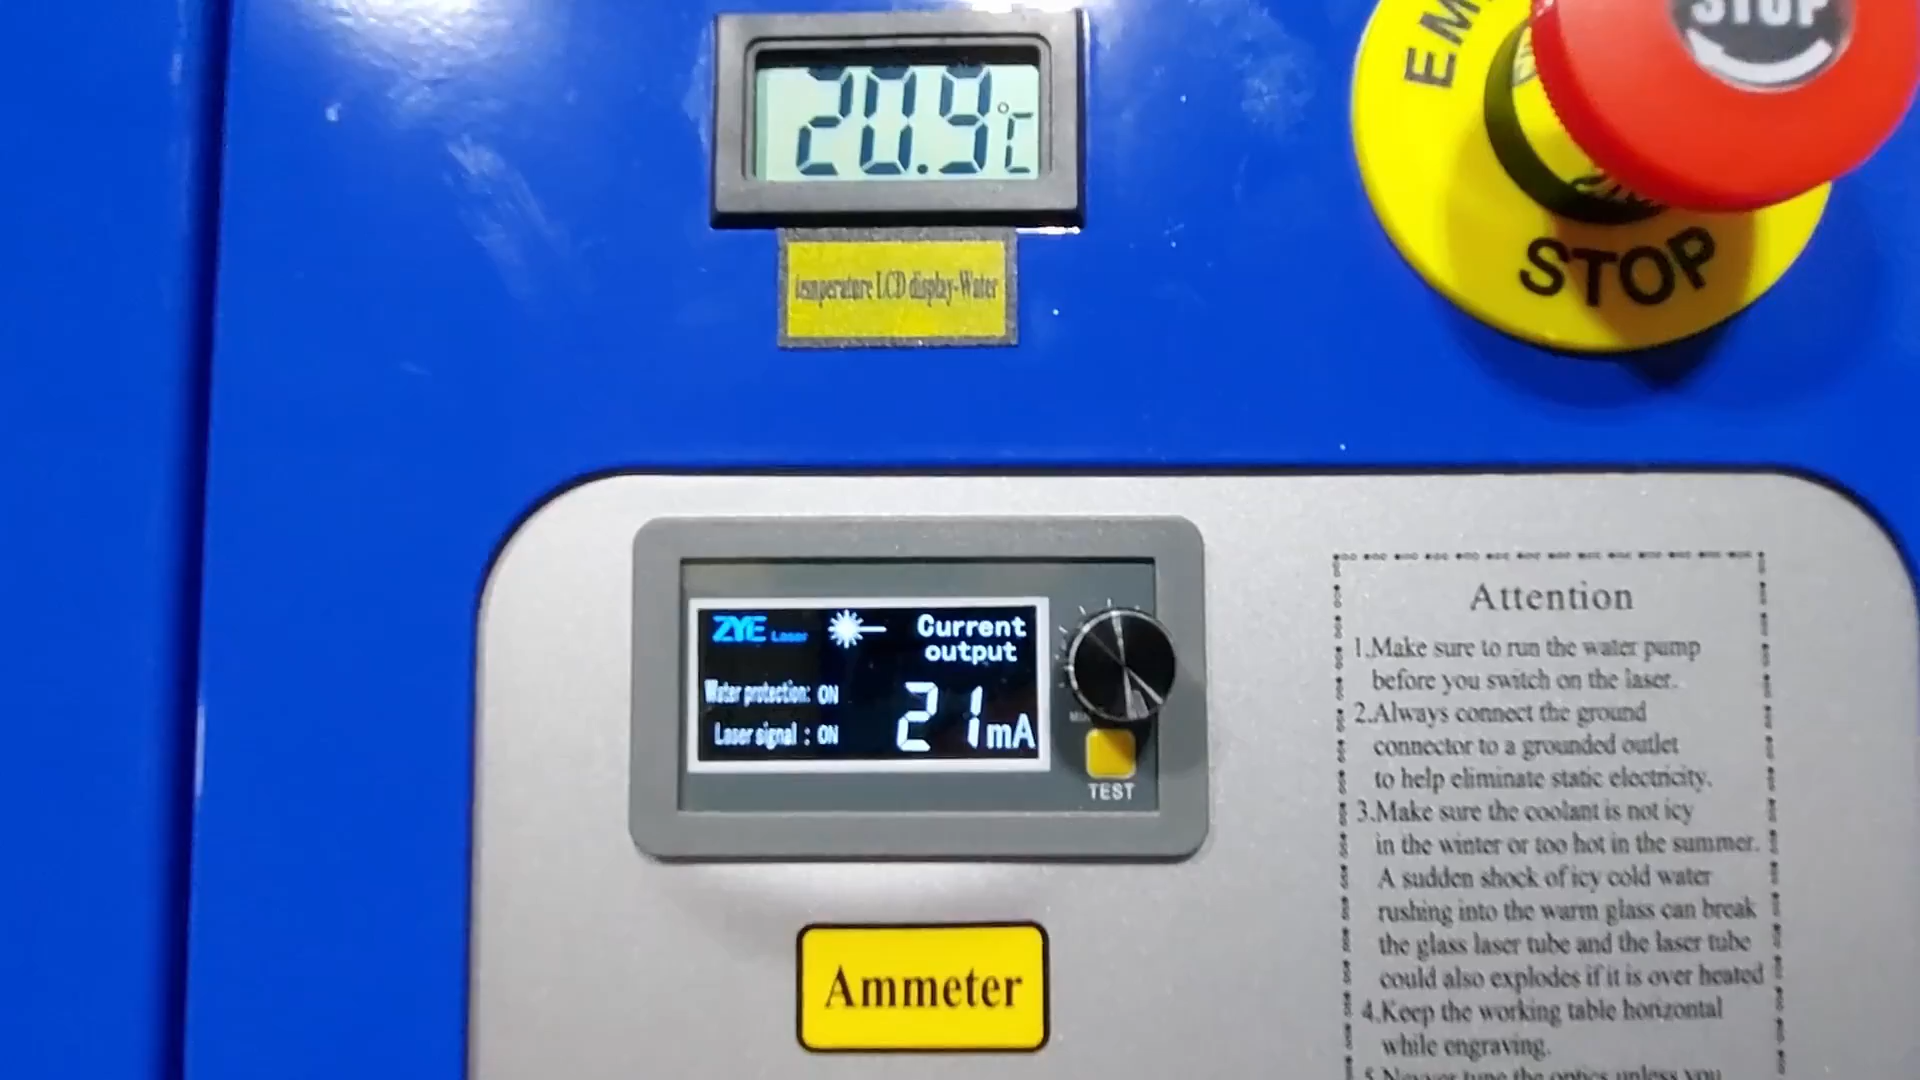 20.9°C
temperature LCD display-Water
STOP
STOP
ZYE Laser
Current
output
Water protection: ON
Laser signal : ON
21mA
TEST
Ammeter
Attention
1.Make sure to run the water pump
before you switch on the laser.
2.Always connect the ground
connector to a grounded outlet
to help eliminate static electricity.
3.Make sure the coolant is not icy
in the winter or too hot in the summer.
A sudden shock of icy cold water
rushing into the warm glass can break
the glass laser tube and the laser tube
could also explodes if it is over heated
4.Keep the working table horizontal
while engraving.